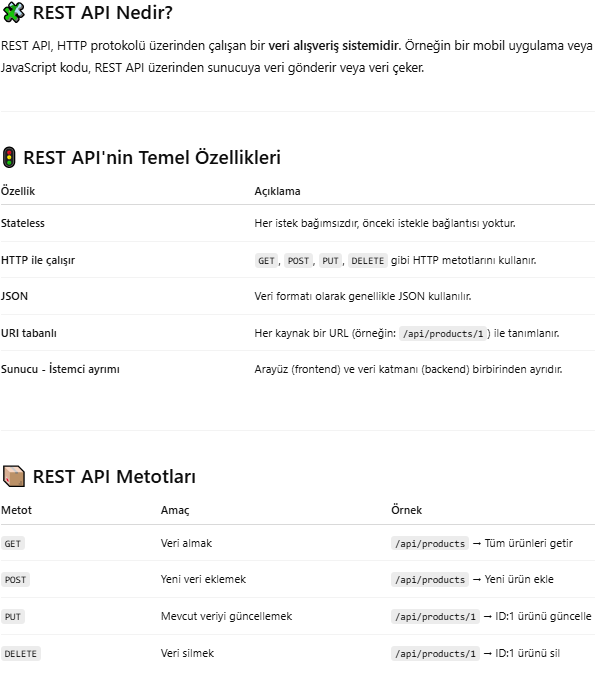 REST API Nedir?
REST API, HTTP protokolü üzerinden çalışan bir veri alışveriş sistemidir. Örneğin bir mobil uygulama veya
JavaScript kodu, REST API üzerinden sunucuya veri gönderir veya veri çeker.
REST API'nin Temel Özellikleri
Özellik Açıklama
Stateless Her istek bağımsızdır, önceki istekle bağlantısı yoktur.
HTTP ile çalışır GET, POST, PUT, DELETE gibi HTTP metotlarını kullanır.
JSON Veri formatı olarak genellikle JSON kullanılır.
URI tabanlı Her kaynak bir URL (örneğin: /api/products/1) ile tanımlanır.
Sunucu - İstemci ayrımı Arayüz (frontend) ve veri katmanı (backend) birbirinden ayrıdır.
REST API Metotları
Metot Amaç Örnek
GET Veri almak /api/products → Tüm ürünleri getir
POST Yeni veri eklemek /api/products → Yeni ürün ekle
PUT Mevcut veriyi güncellemek /api/products/1 → ID:1 ürünü güncelle
DELETE Veri silmek /api/products/1 → ID:1 ürünü sil